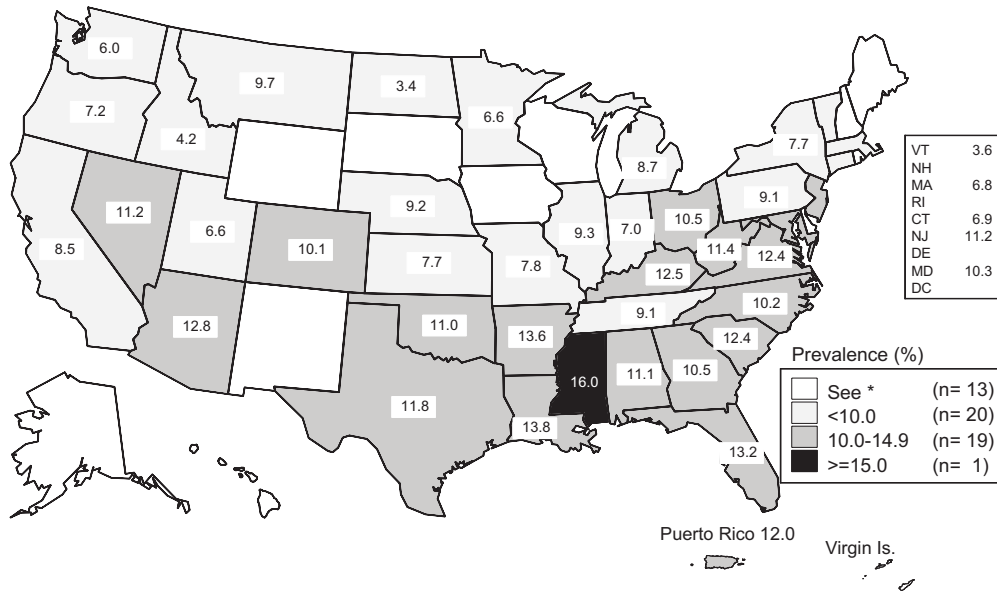 6.0
9.7
3.4
6.6
7.2
4.2
7.7
8.7
VT 3.6
NH
MA 6.8
RI
CT 6.9
NJ 11.2
DE
MD 10.3
DC
11.2
6.6
9.2
9.1
8.5
10.1
7.7
7.8
9.3
7.0
10.5
11.4
12.4
12.5
12.8
11.0
13.6
9.1
10.2
12.4
11.8
13.8
16.0
11.1
10.5
13.2
Prevalence (%)
See * (n= 13)
<10.0 (n= 20)
10.0-14.9 (n= 19)
>=15.0 (n= 1)
Puerto Rico 12.0
Virgin Is.